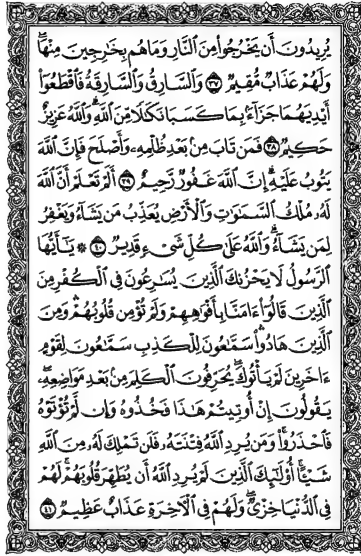 يُرِيدُونَ أَن يَخْرُجُوا۟ مِنَ ٱلنَّارِ وَمَا هُم بِخَٰرِجِينَ مِنْهَا ۖ
وَلَهُمْ عَذَابٌ مُّقِيمٌ ٣٧ وَٱلسَّارِقُ وَٱلسَّارِقَةُ فَٱقْطَعُوٓا۟
أَيْدِيَهُمَا جَزَآءًۢ بِمَا كَسَبَا نَكَٰلًا مِّنَ ٱللَّهِ ۗ وَٱللَّهُ عَزِيزٌ
حَكِيمٌ ٣٨ فَمَن تَابَ مِنۢ بَعْدِ ظُلْمِهِۦ وَأَصْلَحَ فَإِنَّ ٱللَّهَ
يَتُوبُ عَلَيْهِ ۗ إِنَّ ٱللَّهَ غَفُورٌ رَّحِيمٌ ٣٩ أَلَمْ تَعْلَمْ أَنَّ ٱللَّهَ
لَهُۥ مُلْكُ ٱلسَّمَٰوَٰتِ وَٱلْأَرْضِ يُعَذِّبُ مَن يَشَآءُ وَيَغْفِرُ
لِمَن يَشَآءُ ۗ وَٱللَّهُ عَلَىٰ كُلِّ شَىْءٍ قَدِيرٌ ٤٠ ۞ يَٰٓأَيُّهَا
ٱلرَّسُولُ لَا يَحْزُنكَ ٱلَّذِينَ يُسَٰرِعُونَ فِى ٱلْكُفْرِ مِنَ
ٱلَّذِينَ قَالُوٓا۟ ءَامَنَّا بِأَفْوَٰهِهِمْ وَلَمْ تُؤْمِن قُلُوبُهُمْ ۛ وَمِنَ
ٱلَّذِينَ هَادُوا۟ ۛ سَمَّٰعُونَ لِلْكَذِبِ سَمَّٰعُونَ لِقَوْمٍ
ءَاخَرِينَ لَمْ يَأْتُوكَ ۖ يُحَرِّفُونَ ٱلْكَلِمَ مِنۢ بَعْدِ مَوَاضِعِهِۦ ۖ
يَقُولُونَ إِنْ أُوتِيتُمْ هَٰذَا فَخُذُوهُ وَإِن لَّمْ تُؤْتَوْهُ
فَٱحْذَرُوا۟ ۚ وَمَن يُرِدِ ٱللَّهُ فِتْنَتَهُۥ فَلَن تَمْلِكَ لَهُۥ مِنَ ٱللَّهِ
شَيْـًٔا ۚ أُو۟لَٰٓئِكَ ٱلَّذِينَ لَمْ يُرِدِ ٱللَّهُ أَن يُطَهِّرَ قُلُوبَهُمْ ۚ لَهُمْ
فِى ٱلدُّنْيَا خِزْىٌ ۖ وَلَهُمْ فِى ٱلْءَاخِرَةِ عَذَابٌ عَظِيمٌ ٤١